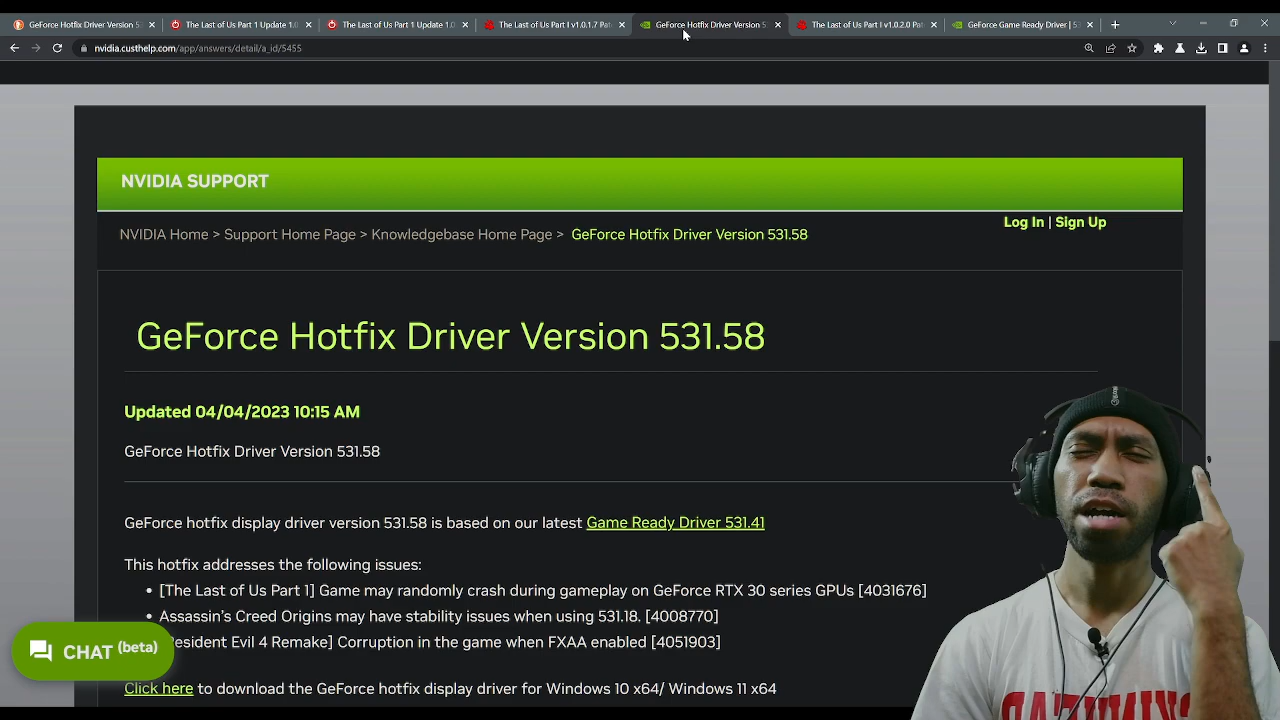 GeForce Hotfix Driver Version 5
The Last of Us Part 1 Update 1.0
The Last of Us Part 1 Update 1.0
The Last of Us Part I v1.0.1.7 Pat
GeForce Hotfix Driver Version 5
The Last of Us Part I v1.0.2.0 Pa
GeForce Game Ready Driver | 53
nvidia.custhelp.com/app/answers/detail/a_id/5455
NVIDIA SUPPORT
Log In | Sign Up
NVIDIA Home > Support Home Page > Knowledgebase Home Page > GeForce Hotfix Driver Version 531.58
GeForce Hotfix Driver Version 531.58
Updated 04/04/2023 10:15 AM
GeForce Hotfix Driver Version 531.58
GeForce hotfix display driver version 531.58 is based on our latest Game Ready Driver 531.41
This hotfix addresses the following issues:
• [The Last of Us Part 1] Game may randomly crash during gameplay on GeForce RTX 30 series GPUs [4031676]
• Assassin's Creed Origins may have stability issues when using 531.18. [4008770]
esident Evil 4 Remake] Corruption in the game when FXAA enabled [4051903]
CHAT (beta)
Click here to download the GeForce hotfix display driver for Windows 10 x64/ Windows 11 x64